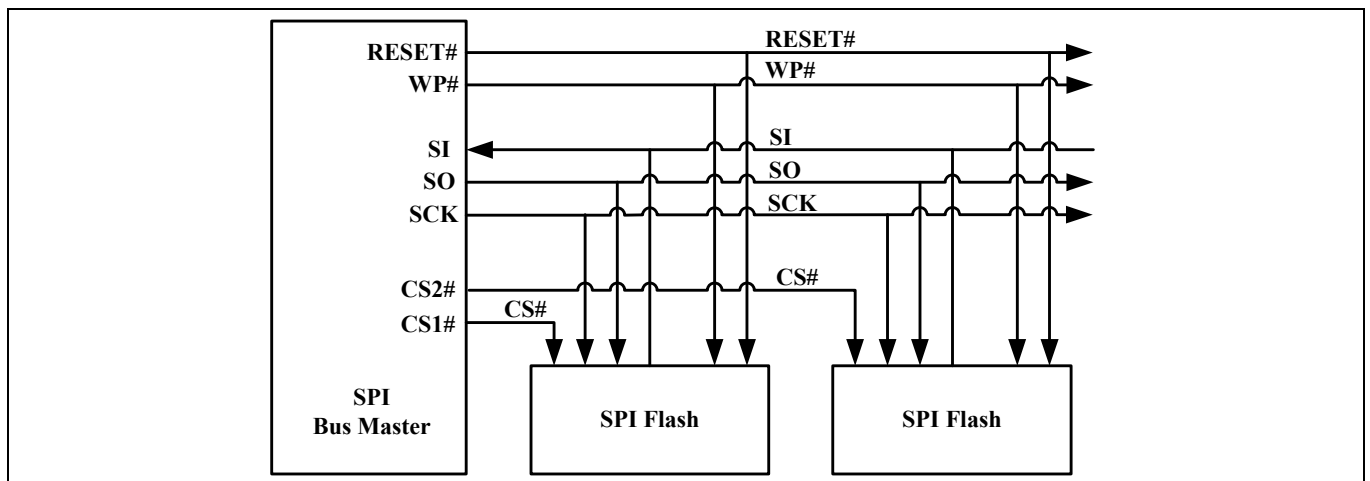 RESET#
RESET#
WP#
WP#
SI
SI
SO
SO
SCK
SCK
CS2#
CS#
CS1#
CS#
SPI
Bus Master
SPI Flash
SPI Flash